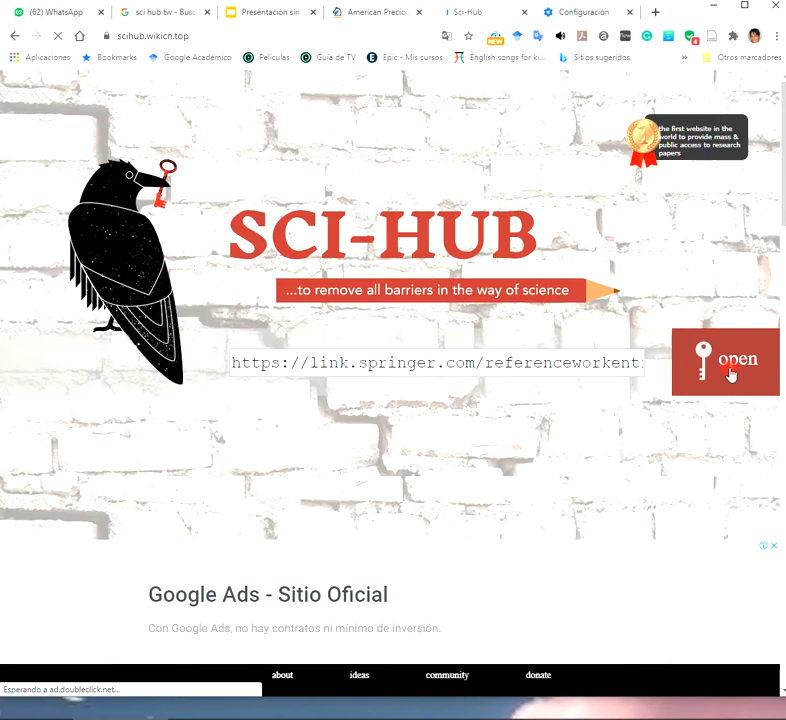 (62) WhatsApp
sci hub tw - Busc
Presentación sin
American Preciou
Sci-Hub
Configuración
scihub.wikicn.top
NEW
Aplicaciones
Bookmarks
Google Académico
Películas
Guía de TV
Epic - Mis cursos
English songs for ki...
Sitios sugeridos
Otros marcadores
the first website in the
world to provide mass &
public access to research
papers
SCI-HUB
...to remove all barriers in the way of science
https://link.springer.com/referenceworkent
open
Google Ads - Sitio Oficial
Con Google Ads, no hay contratos ni mínimo de inversión.
about
ideas
community
donate
Esperando a ad.doubleclick.net...